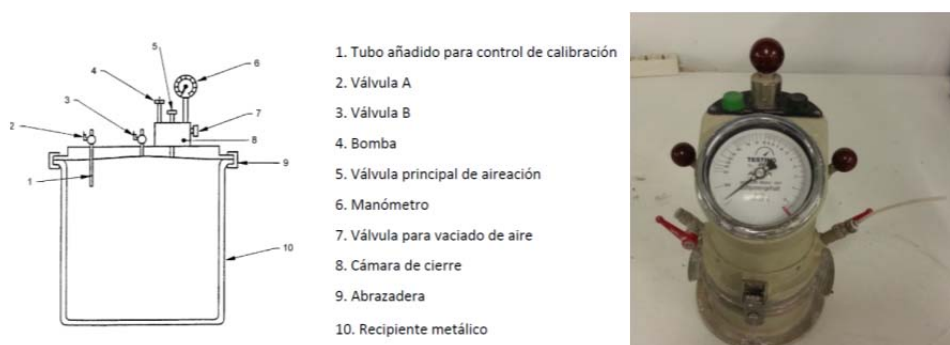 5
4
6
3
2
7
8
9
1
10
1. Tubo añadido para control de calibración
2. Válvula A
3. Válvula B
4. Bomba
5. Válvula principal de aireación
6. Manómetro
7. Válvula para vaciado de aire
8. Cámara de cierre
9. Abrazadera
10. Recipiente metálico
TESTING